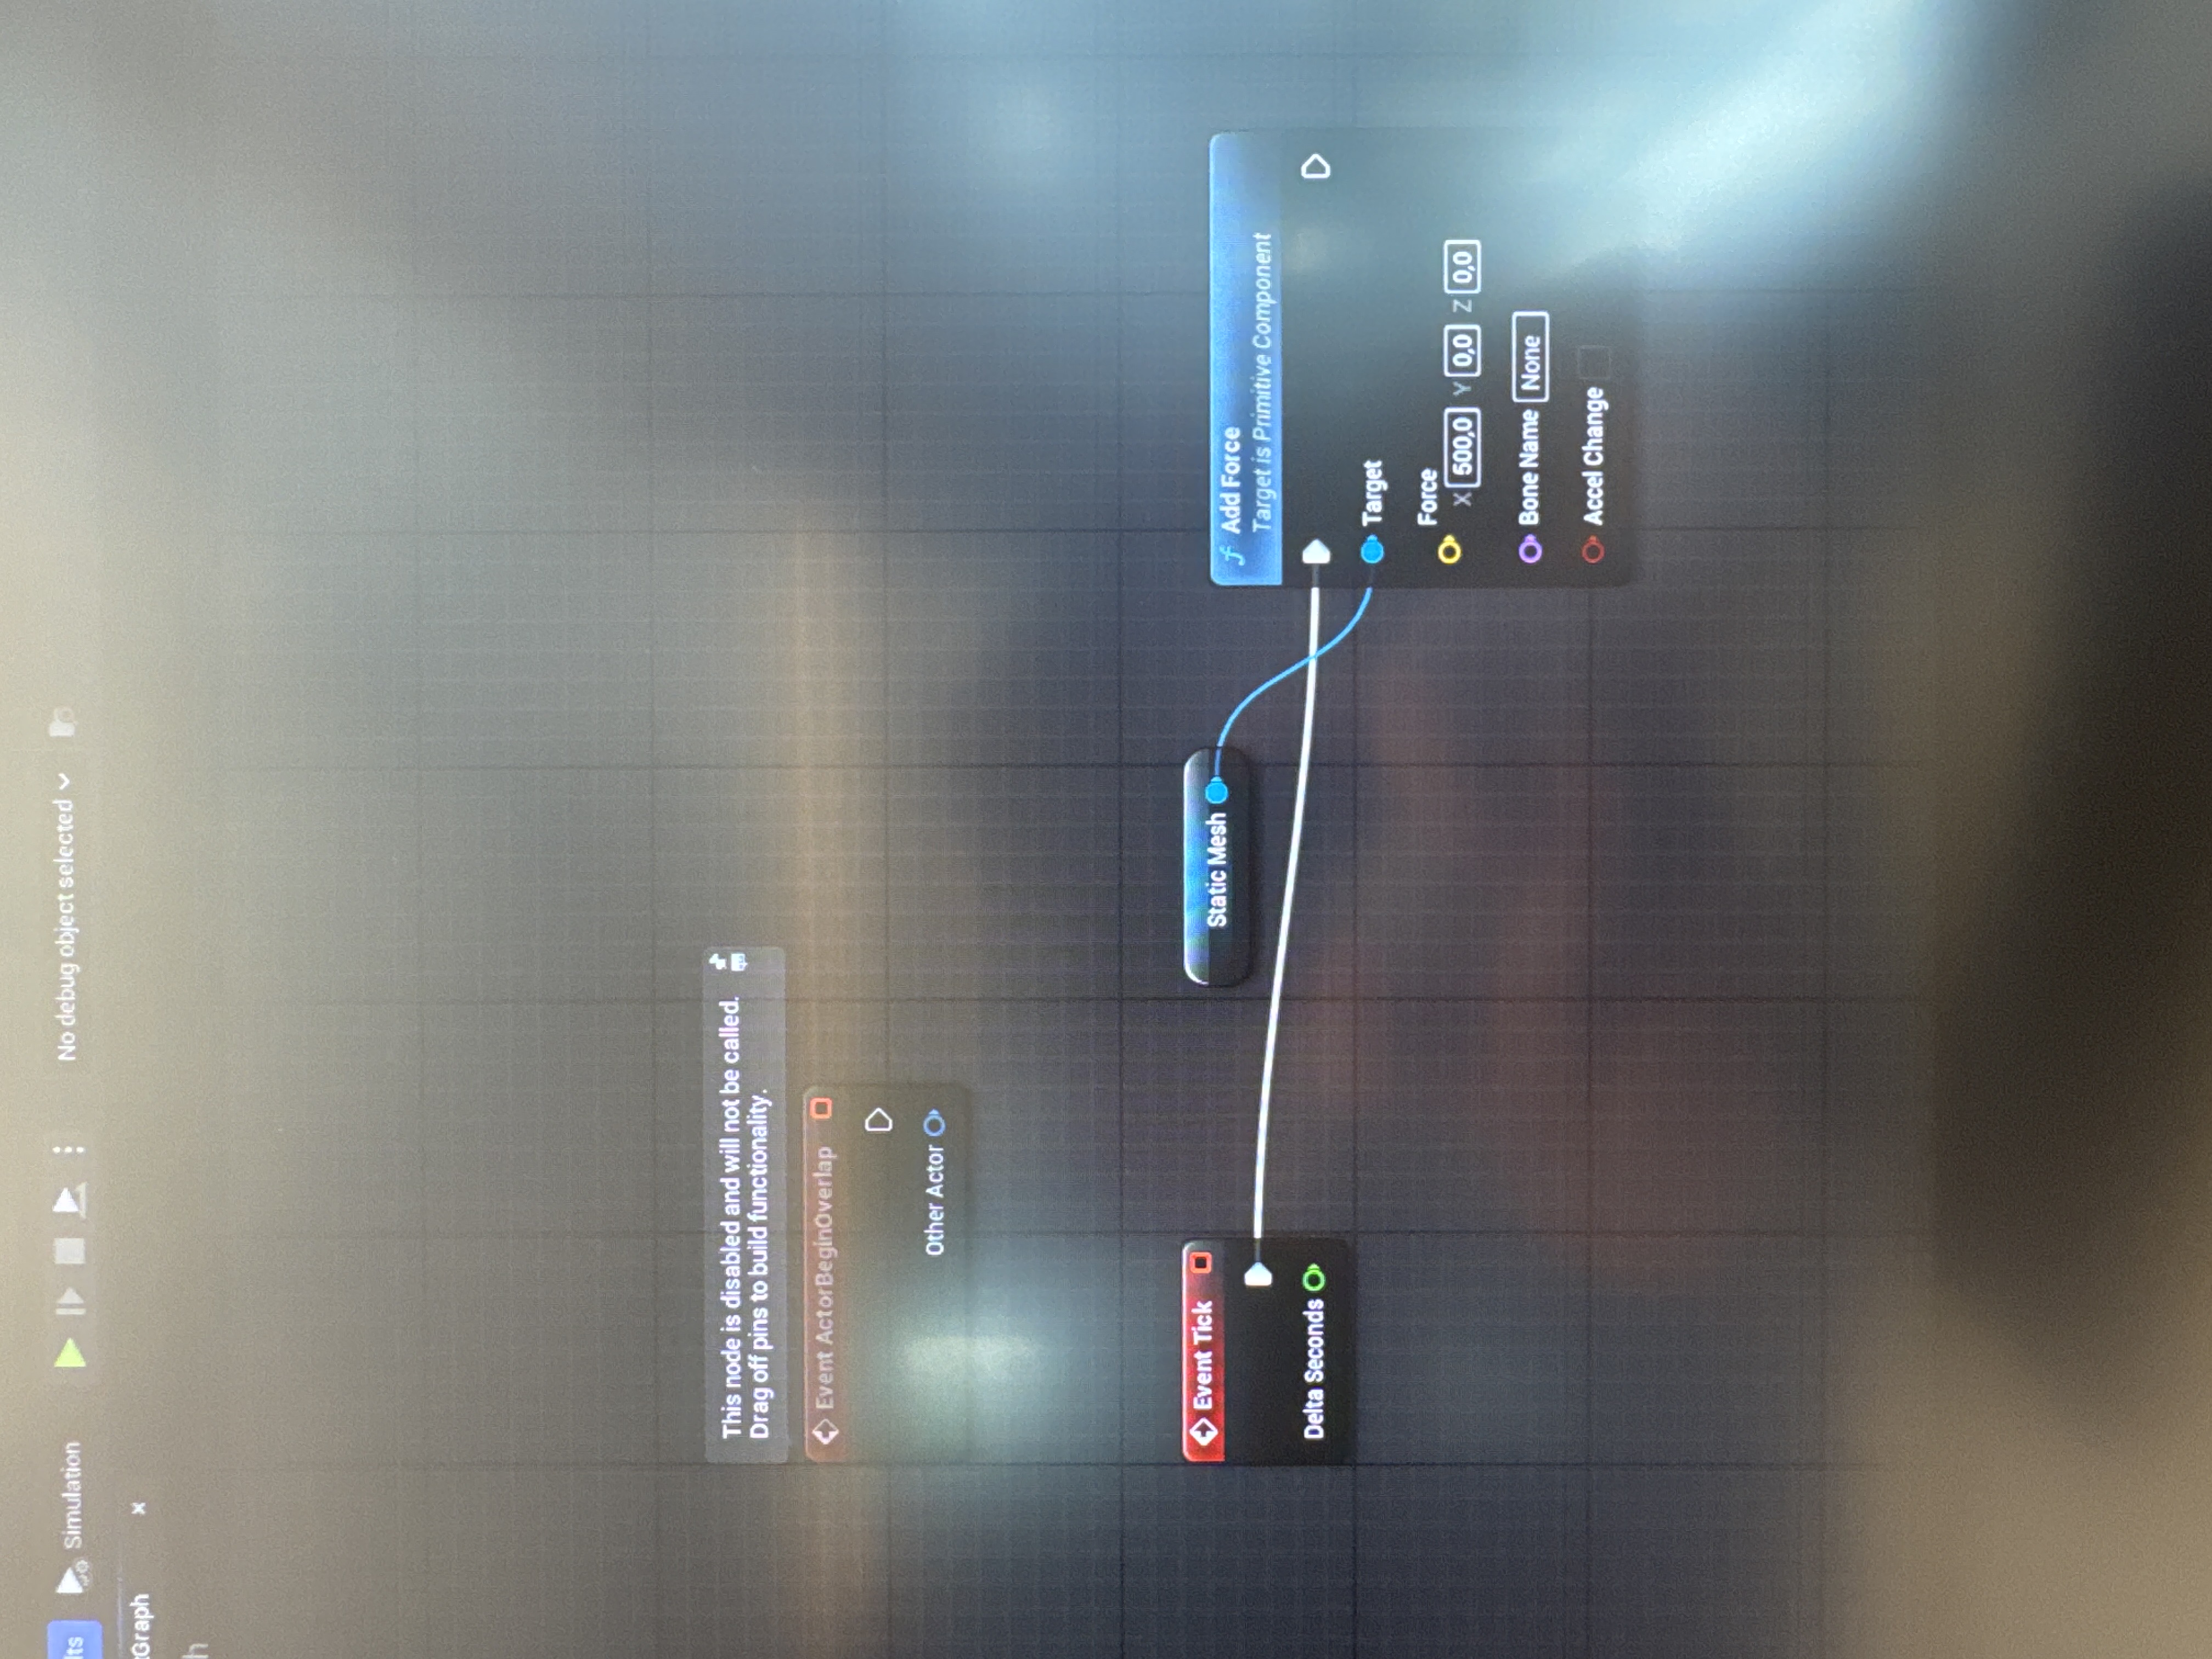 lts
Simulation
No debug object selected
tGraph
h
This node is disabled and will not be called.
Drag off pins to build functionality.
Event ActorBeginOverlap
Other Actor
Event Tick
Delta Seconds
Static Mesh
Add Force
Target is Primitive Component
Target
Force
X 500,0 Y 0,0 Z 0,0
Bone Name None
Accel Change